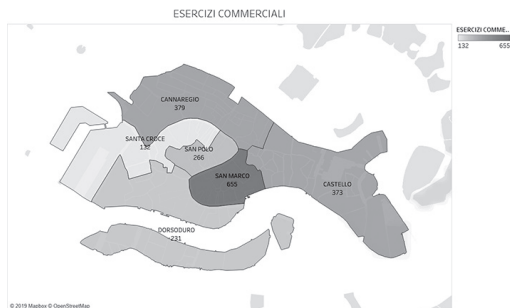 ESERCIZI COMMERCIALI
ESERCIZI COMME..
132 655
CANNAREGIO
379
SANTA CROCE
132
SAN POLO
266
SAN MARCO
655
CASTELLO
373
DORSODURO
231
© 2019 Mapbox © OpenStreetMap